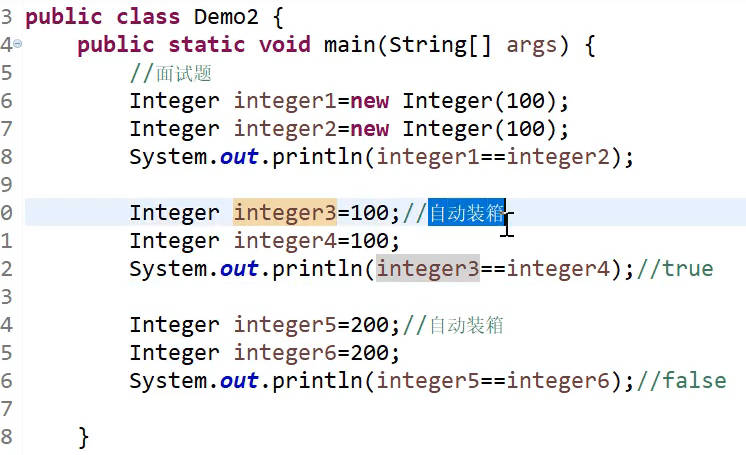 3 public class Demo2 {
4 public static void main(String[] args) {
5 //面试题
6 Integer integer1=new Integer(100);
7 Integer integer2=new Integer(100);
8 System.out.println(integer1==integer2);
9
0 Integer integer3=100;//自动装箱
1 Integer integer4=100;
2 System.out.println(integer3==integer4);//true
3
4 Integer integer5=200;//自动装箱
5 Integer integer6=200;
6 System.out.println(integer5==integer6);//false
7
8 }